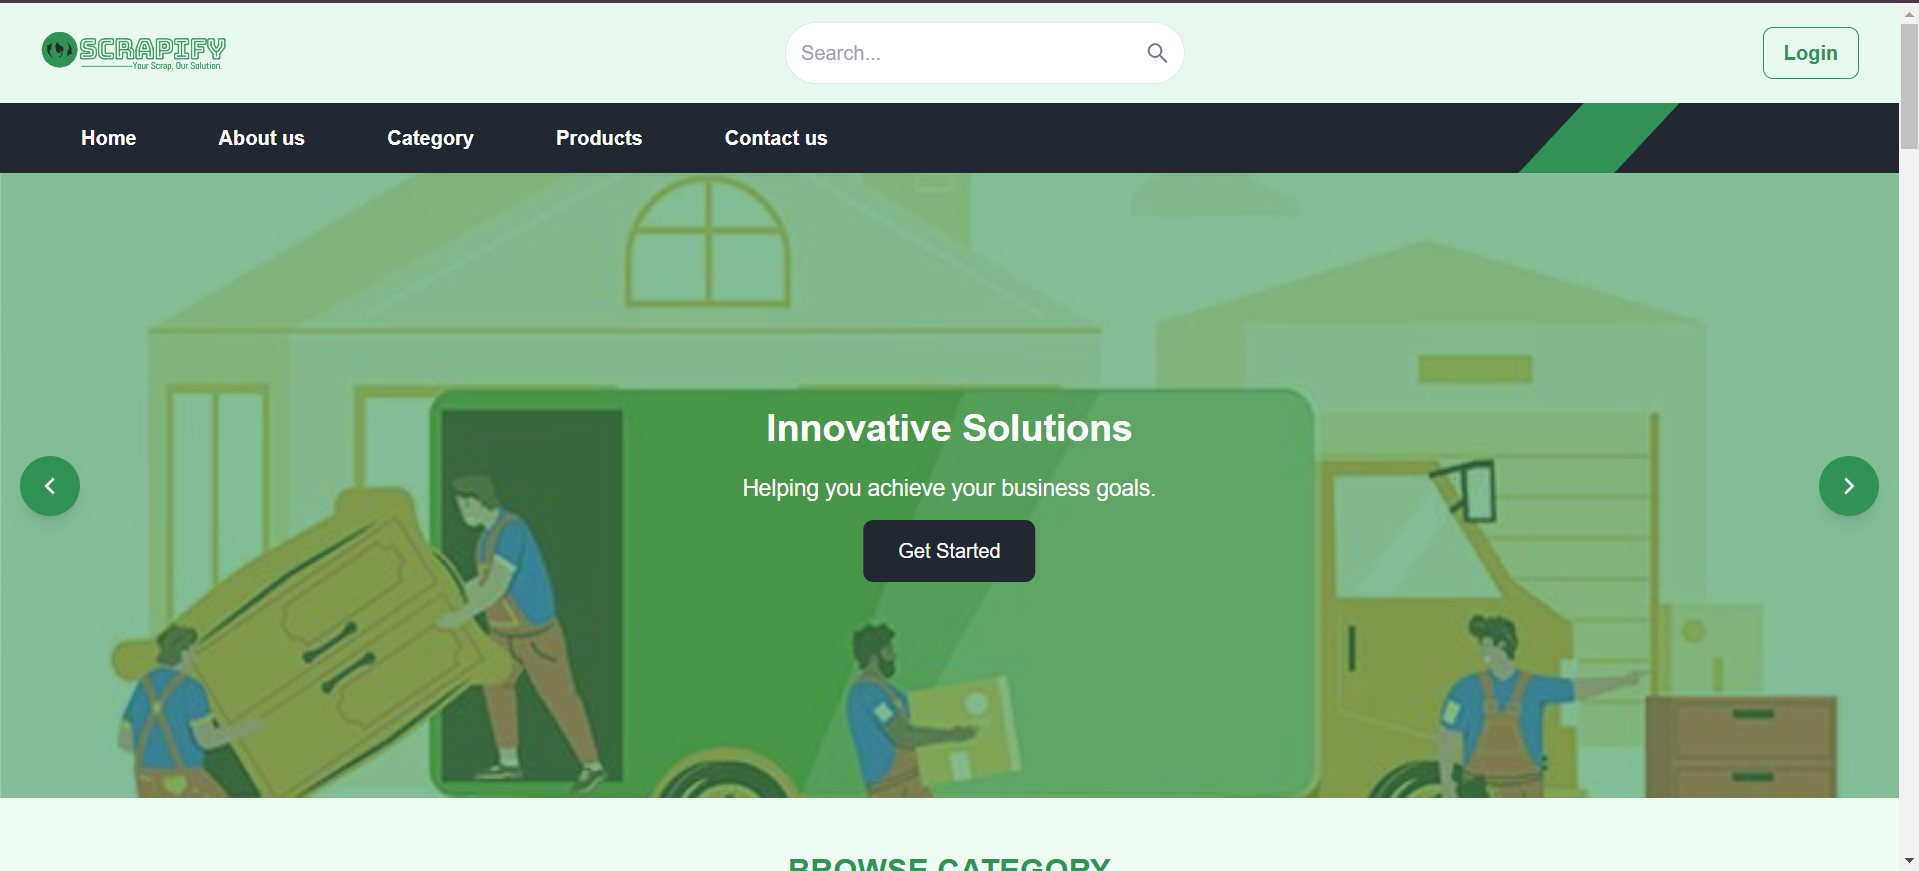 SCRAPIFY
Your Scrap, Our Solution.
Search...
Login
Home
About us
Category
Products
Contact us
Innovative Solutions
Helping you achieve your business goals.
Get Started
BROWSE CATEGORY